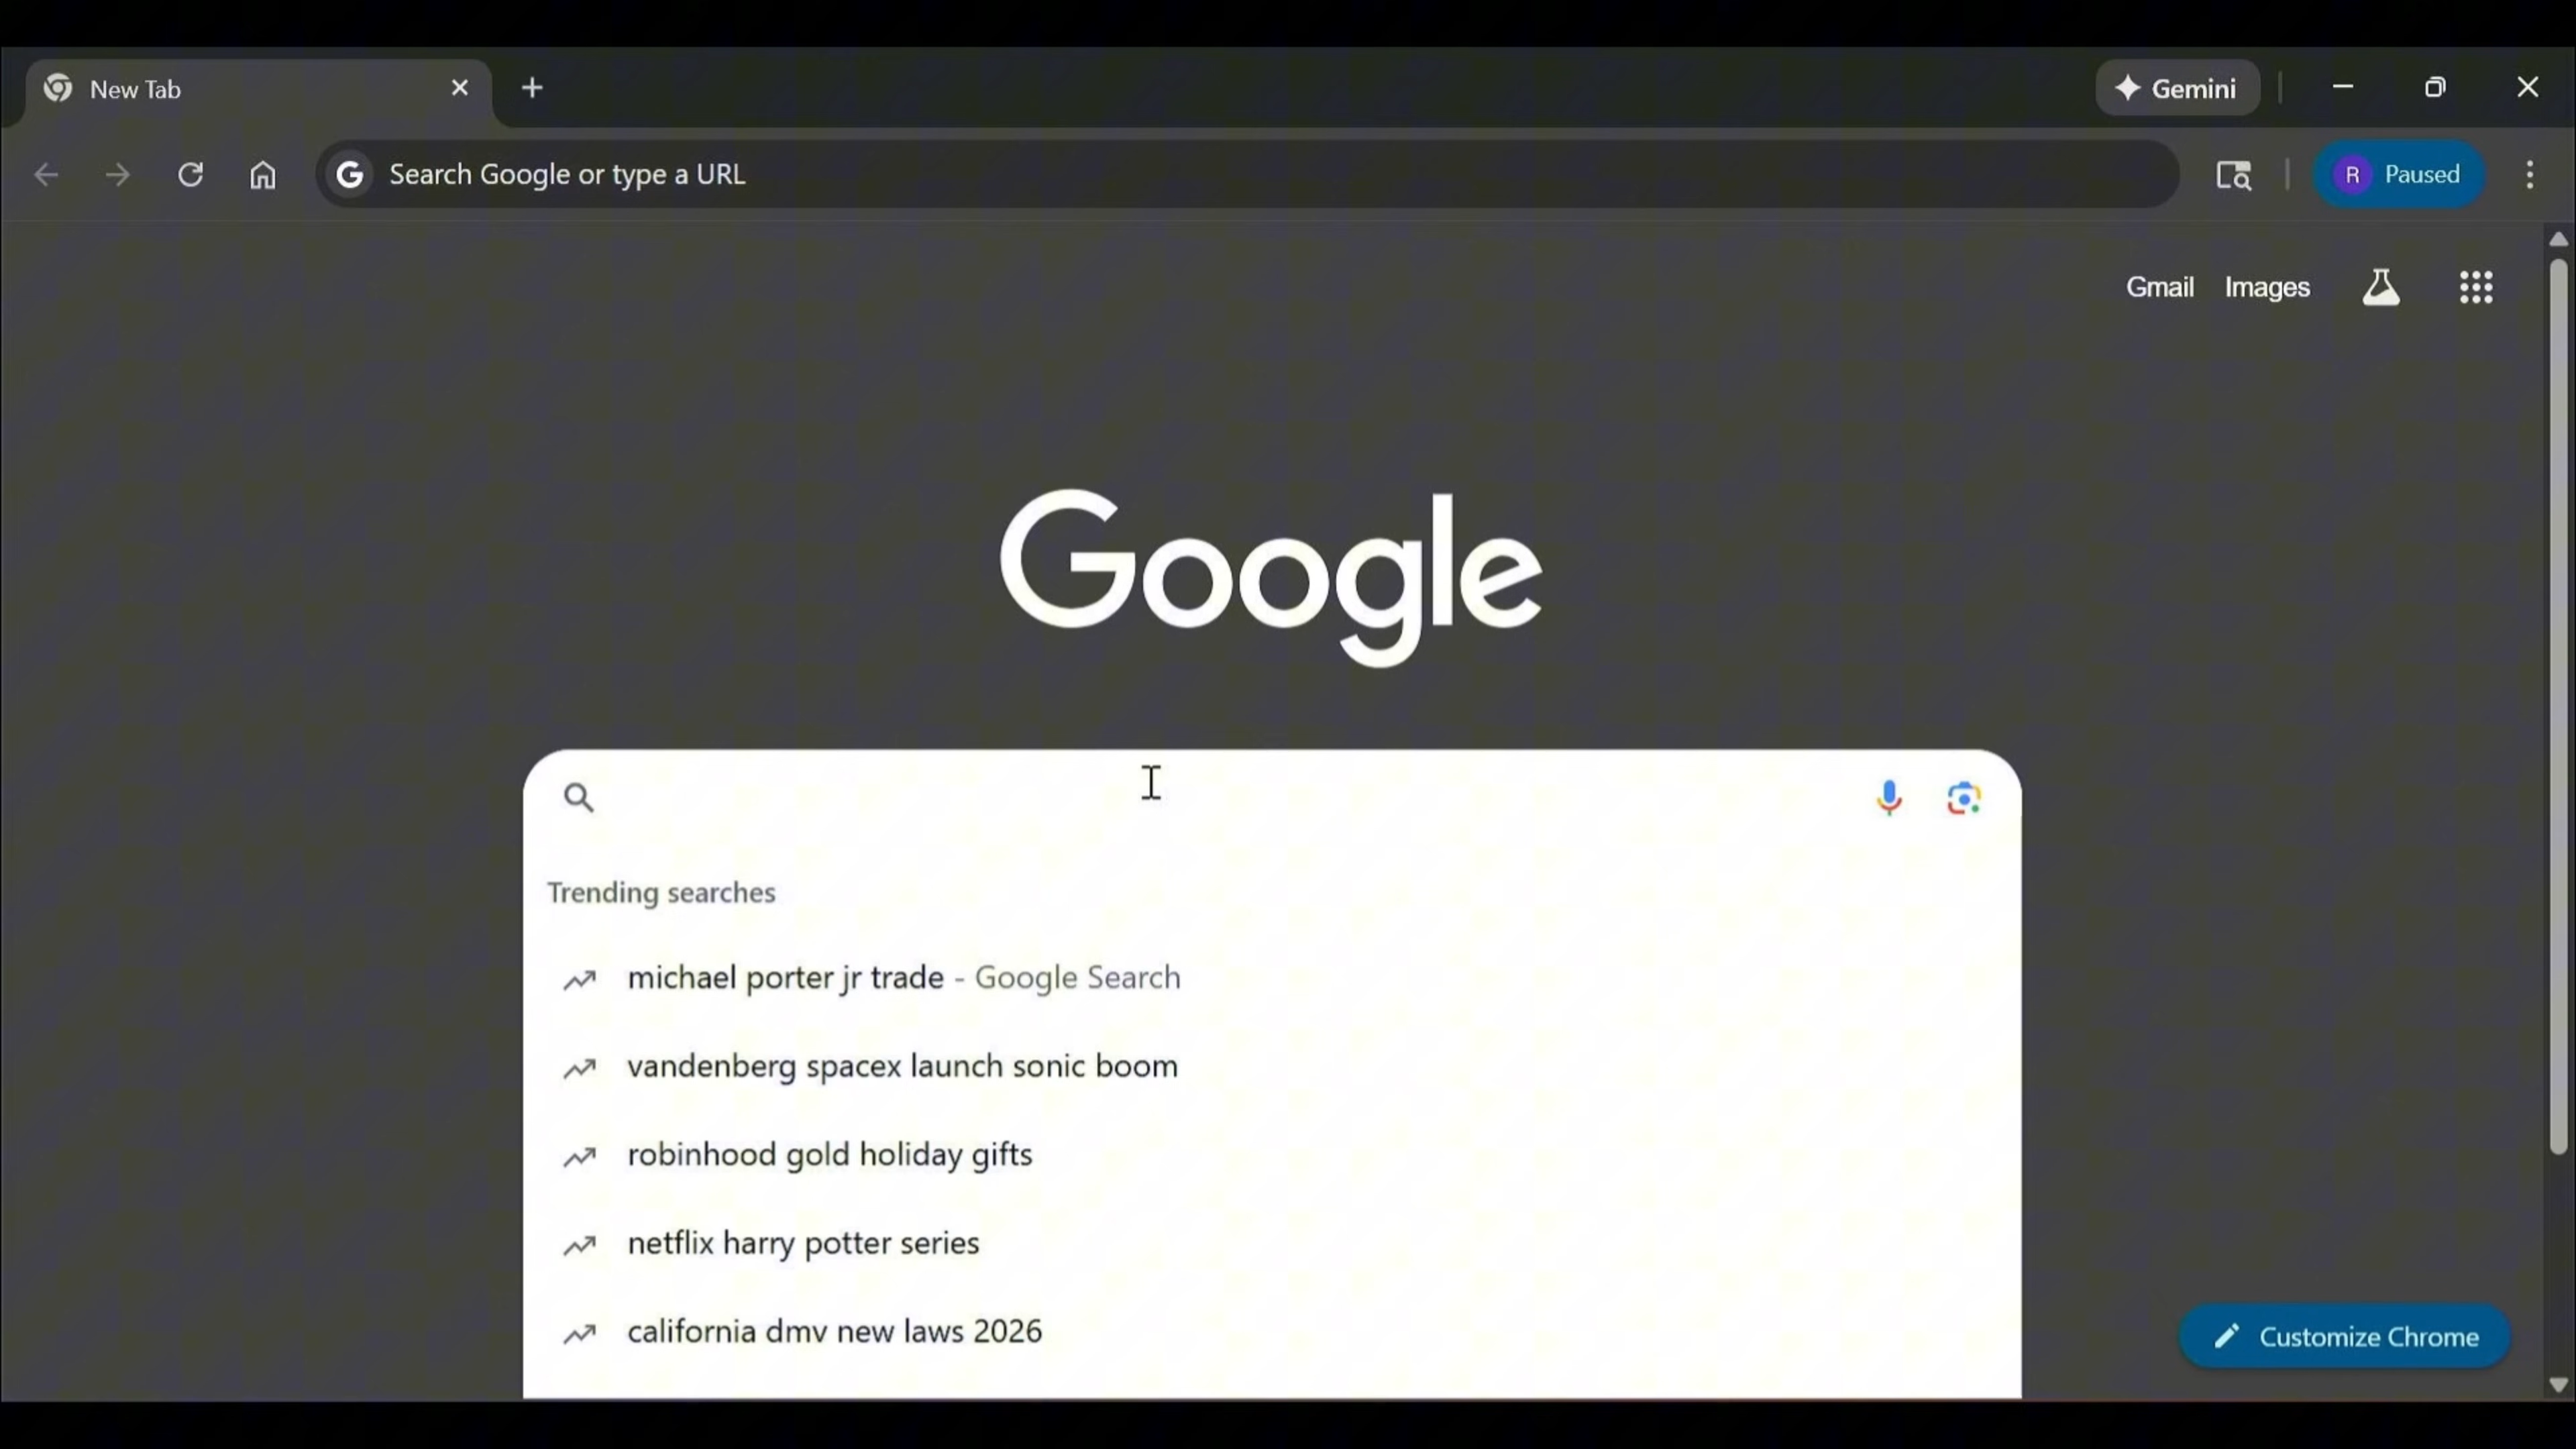 New Tab
Gemini
Search Google or type a URL
R Paused
Gmail Images
Google
Trending searches
michael porter jr trade - Google Search
vandenberg spacex launch sonic boom
robinhood gold holiday gifts
netflix harry potter series
california dmv new laws 2026
Customize Chrome